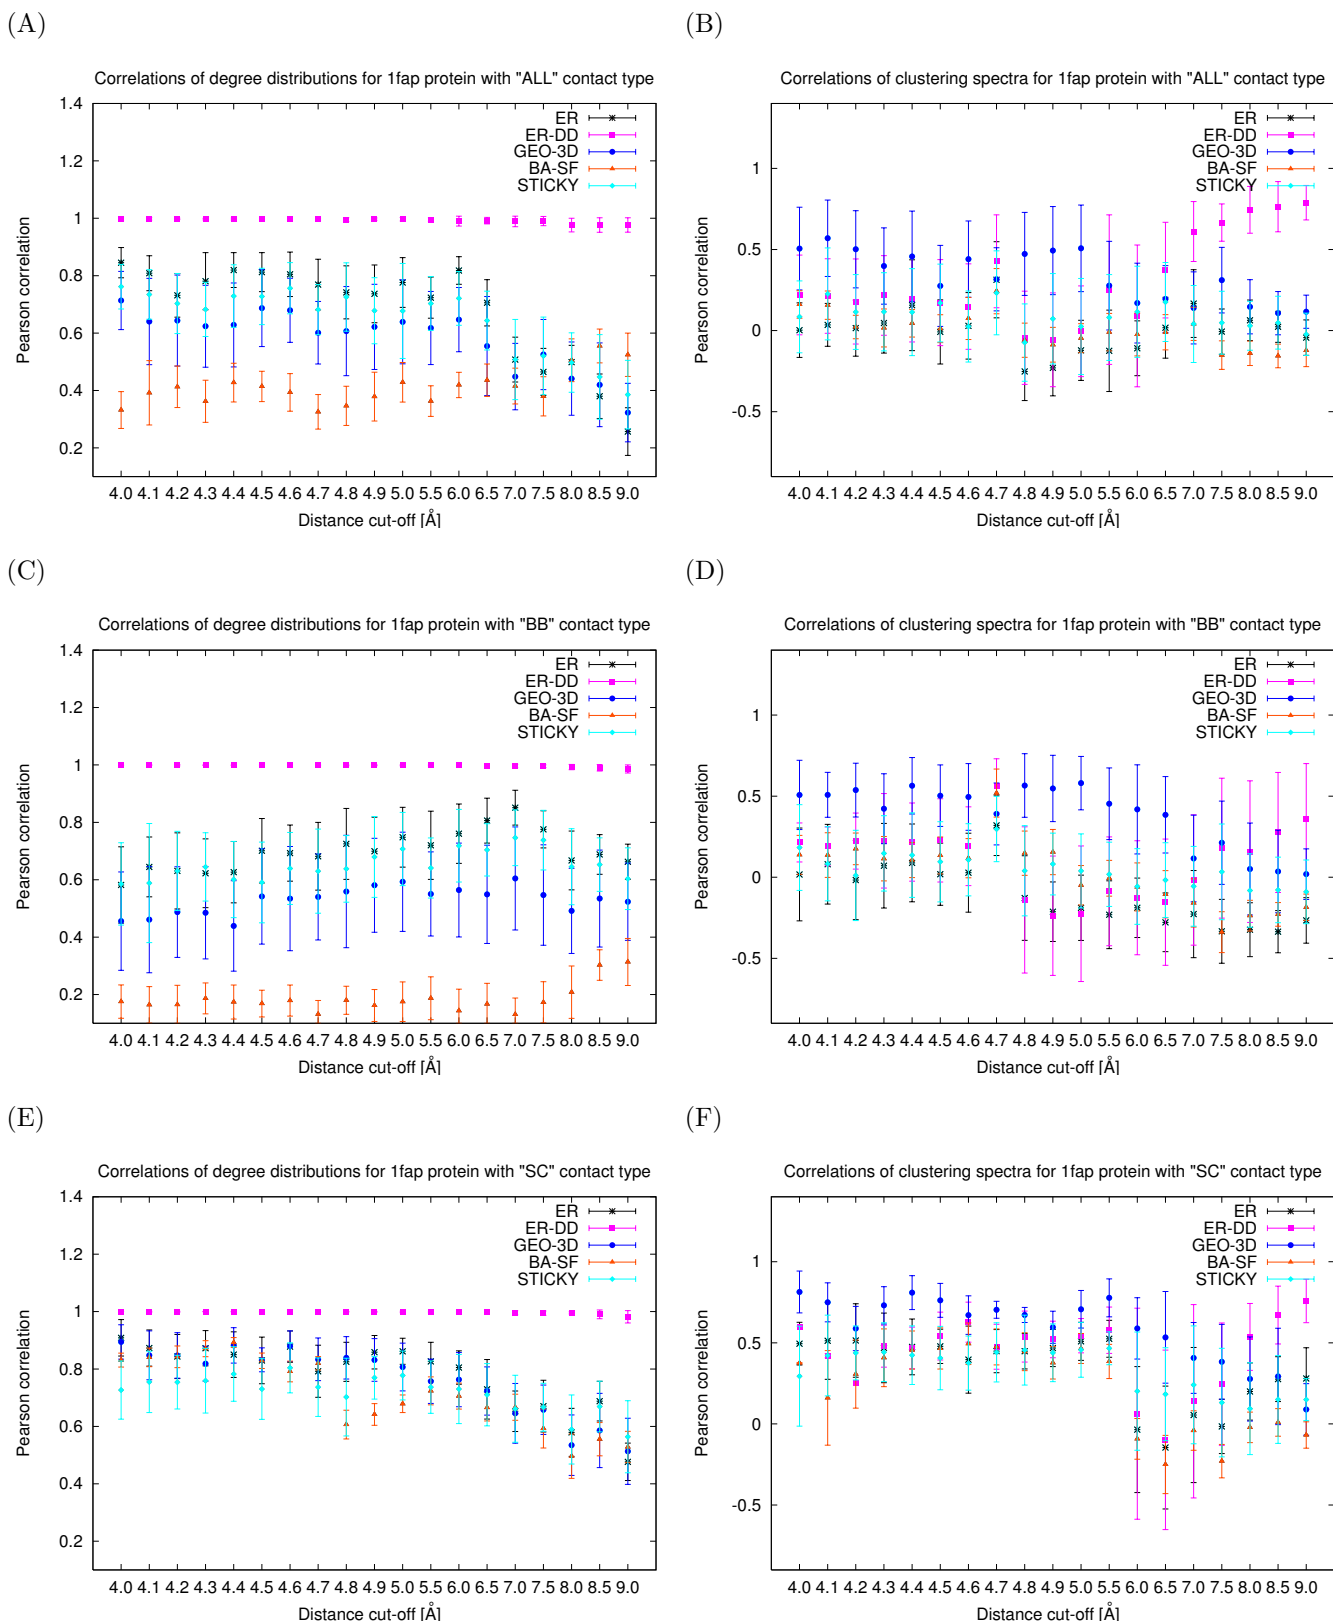 (A)
Correlations of degree distributions for 1fap protein with "ALL" contact type
1.4
1.2
1
0.8
0.6
0.4
0.2
Pearson correlation
ER
ER-DD
GEO-3D
BA-SF
STICKY
4.0 4.1 4.2 4.3 4.4 4.5 4.6 4.7 4.8 4.9 5.0 5.5 6.0 6.5 7.0 7.5 8.0 8.5 9.0
Distance cut-off [Å]
(B)
Correlations of clustering spectra for 1fap protein with "ALL" contact type
1
0.5
0
-0.5
Pearson correlation
ER
ER-DD
GEO-3D
BA-SF
STICKY
4.0 4.1 4.2 4.3 4.4 4.5 4.6 4.7 4.8 4.9 5.0 5.5 6.0 6.5 7.0 7.5 8.0 8.5 9.0
Distance cut-off [Å]
(C)
Correlations of degree distributions for 1fap protein with "BB" contact type
1.4
1.2
1
0.8
0.6
0.4
0.2
Pearson correlation
ER
ER-DD
GEO-3D
BA-SF
STICKY
4.0 4.1 4.2 4.3 4.4 4.5 4.6 4.7 4.8 4.9 5.0 5.5 6.0 6.5 7.0 7.5 8.0 8.5 9.0
Distance cut-off [Å]
(D)
Correlations of clustering spectra for 1fap protein with "BB" contact type
1
0.5
0
-0.5
Pearson correlation
ER
ER-DD
GEO-3D
BA-SF
STICKY
4.0 4.1 4.2 4.3 4.4 4.5 4.6 4.7 4.8 4.9 5.0 5.5 6.0 6.5 7.0 7.5 8.0 8.5 9.0
Distance cut-off [Å]
(E)
Correlations of degree distributions for 1fap protein with "SC" contact type
1.4
1.2
1
0.8
0.6
0.4
0.2
Pearson correlation
ER
ER-DD
GEO-3D
BA-SF
STICKY
4.0 4.1 4.2 4.3 4.4 4.5 4.6 4.7 4.8 4.9 5.0 5.5 6.0 6.5 7.0 7.5 8.0 8.5 9.0
Distance cut-off [Å]
(F)
Correlations of clustering spectra for 1fap protein with "SC" contact type
1
0.5
0
-0.5
Pearson correlation
ER
ER-DD
GEO-3D
BA-SF
STICKY
4.0 4.1 4.2 4.3 4.4 4.5 4.6 4.7 4.8 4.9 5.0 5.5 6.0 6.5 7.0 7.5 8.0 8.5 9.0
Distance cut-off [Å]